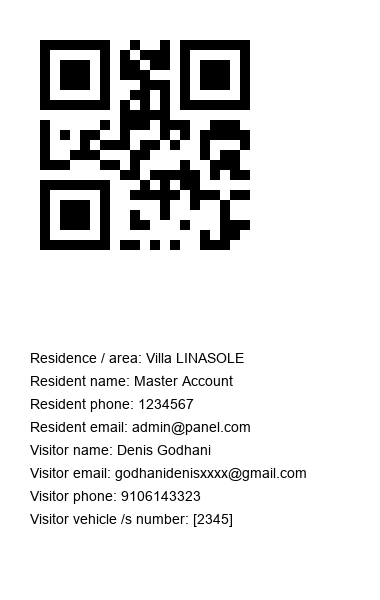 Residence / area: Villa LINASOLE
Resident name: Master Account
Resident phone: 1234567
Resident email: admin@panel.com
Visitor name: Denis Godhani
Visitor email: godhanidenisxxxx@gmail.com
Visitor phone: 9106143323
Visitor vehicle /s number: [2345]